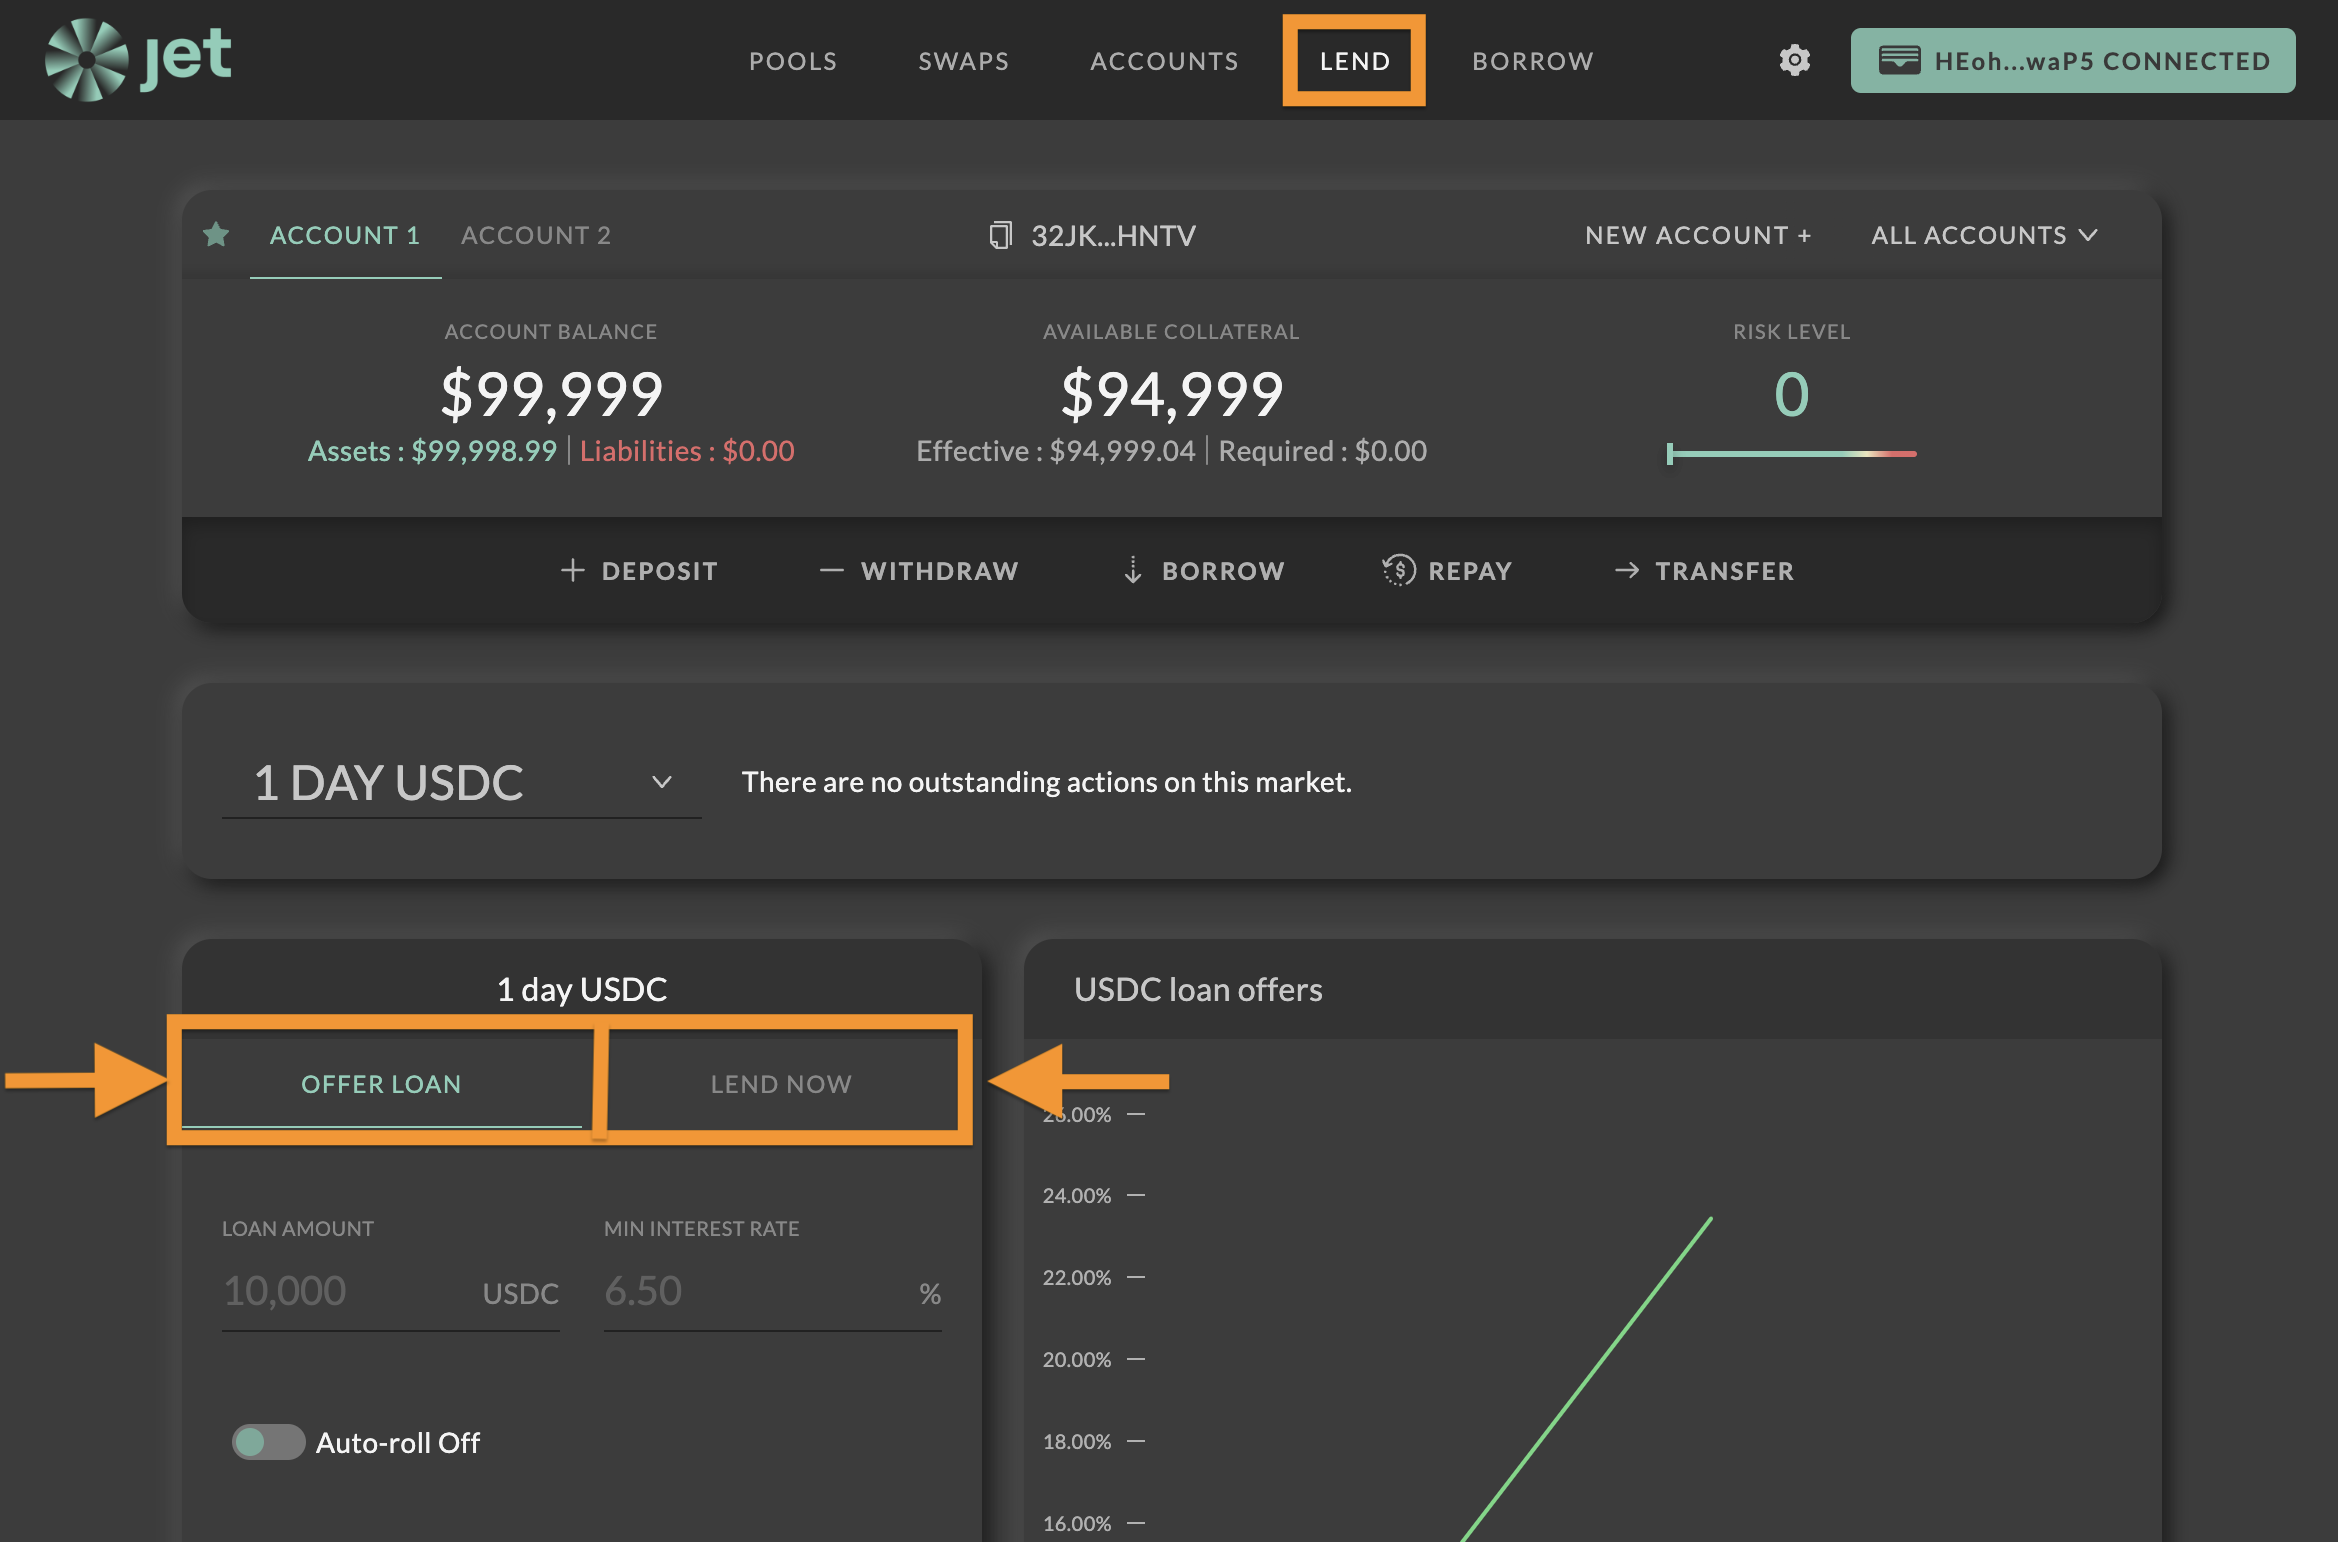 jet
POOLS SWAPS ACCOUNTS LEND BORROW
HEoh...waP5 CONNECTED
ACCOUNT 1 ACCOUNT 2 32JK...HNTV NEW ACCOUNT + ALL ACCOUNTS
ACCOUNT BALANCE AVAILABLE COLLATERAL RISK LEVEL
$99,999 $94,999 0
Assets : $99,998.99 Liabilities : $0.00 Effective : $94,999.04 Required : $0.00
DEPOSIT WITHDRAW BORROW REPAY TRANSFER
1 DAY USDC There are no outstanding actions on this market.
1 day USDC
OFFER LOAN LEND NOW
LOAN AMOUNT MIN INTEREST RATE
10,000 USDC 6.50 %
Auto-roll Off
USDC loan offers
26.00%
24.00%
22.00%
20.00%
18.00%
16.00%